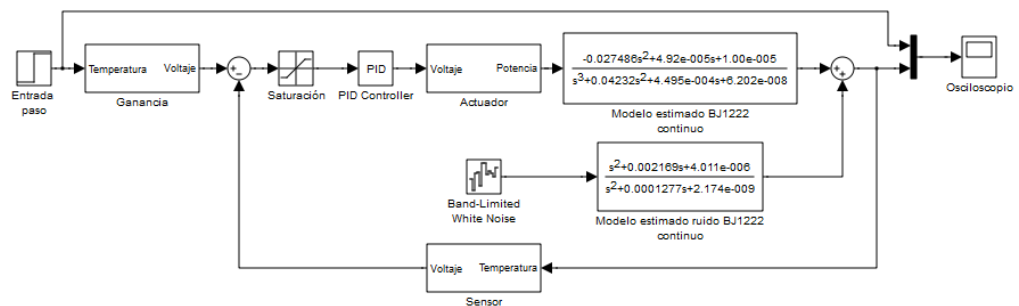 -0.027486s2+4.92e-005s+1.00e-005
s3+0.04232s2+4.495e-004s+6.202e-008
Modelo estimado BJ1222
continuo
Temperatura Voltaje
Ganancia
Entrada
paso
+
−
Saturación
PID
PID Controller
Voltaje Potencia
Actuador
+
+
Osciloscopio
Band-Limited
White Noise
s2+0.002169s+4.011e-006
s2+0.0001277s+2.174e-009
Modelo estimado ruido BJ1222
continuo
Voltaje Temperatura
Sensor